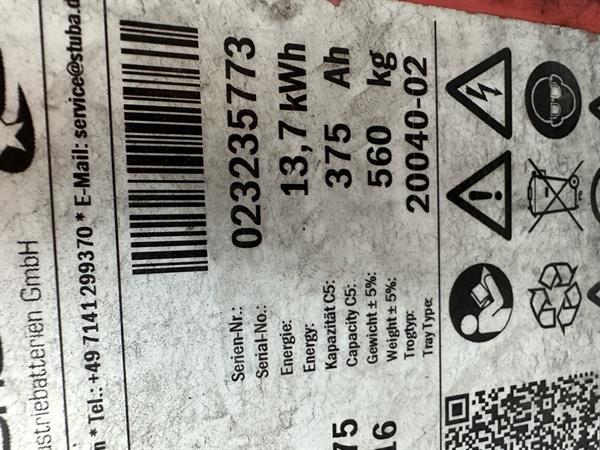 ustriebatterien GmbH
* Tel.: +49 7141 299370 * E-Mail: service@stuba.d
Serien-Nr.:
Serial-No.:
023235773
Energie:
Energy:
13,7 kWh
Kapazität C5:
Capacity C5:
375 Ah
Gewicht ± 5%:
Weight ± 5%:
560 kg
Trogtyp:
Tray Type:
20040-02
75
16